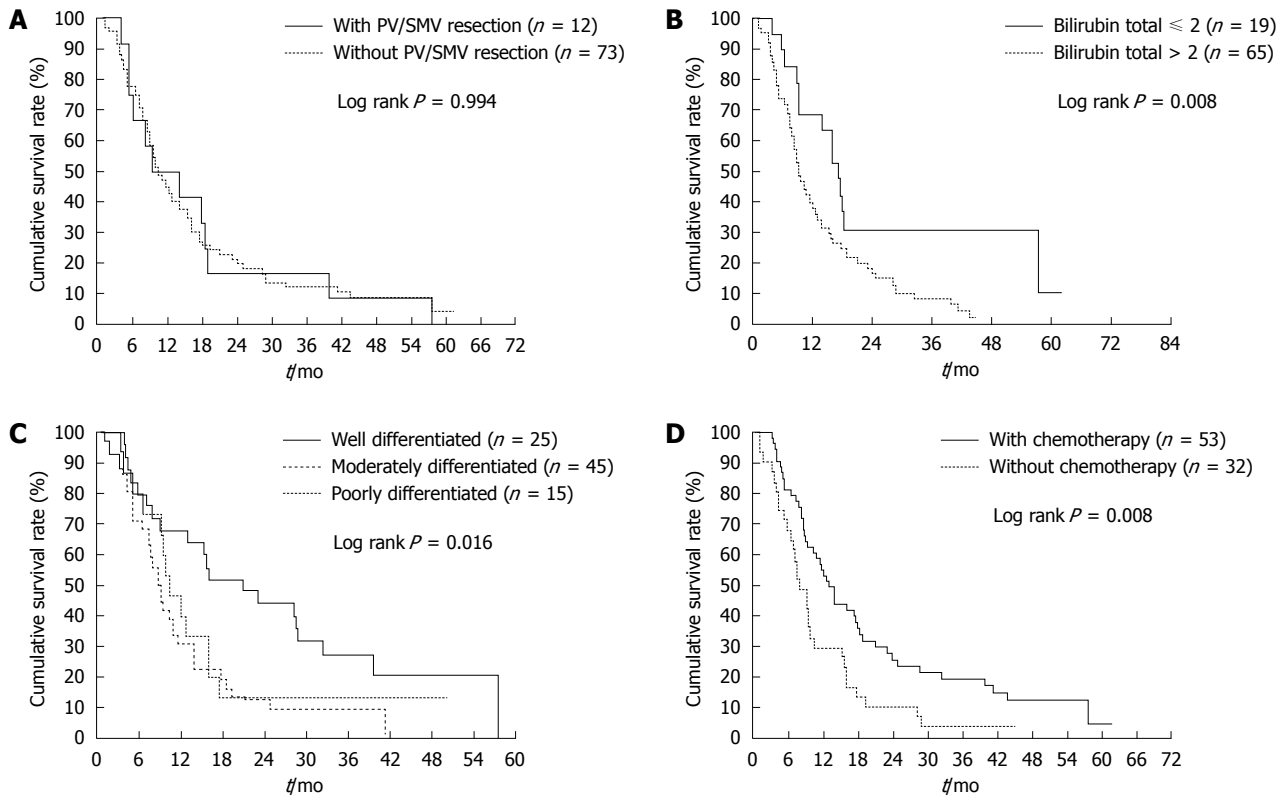 A
With PV/SMV resection (n = 12)
Without PV/SMV resection (n = 73)
Log rank P = 0.994
Cumulative survival rate (%)
100
90
80
70
60
50
40
30
20
10
0
0 6 12 18 24 30 36 42 48 54 60 66 72
t/mo
B
Bilirubin total ≤ 2 (n = 19)
Bilirubin total > 2 (n = 65)
Log rank P = 0.008
Cumulative survival rate (%)
100
90
80
70
60
50
40
30
20
10
0
0 12 24 36 48 60 72 84
t/mo
C
Well differentiated (n = 25)
Moderately differentiated (n = 45)
Poorly differentiated (n = 15)
Log rank P = 0.016
Cumulative survival rate (%)
100
90
80
70
60
50
40
30
20
10
0
0 6 12 18 24 30 36 42 48 54 60
t/mo
D
With chemotherapy (n = 53)
Without chemotherapy (n = 32)
Log rank P = 0.008
Cumulative survival rate (%)
100
90
80
70
60
50
40
30
20
10
0
0 6 12 18 24 30 36 42 48 54 60 66 72
t/mo